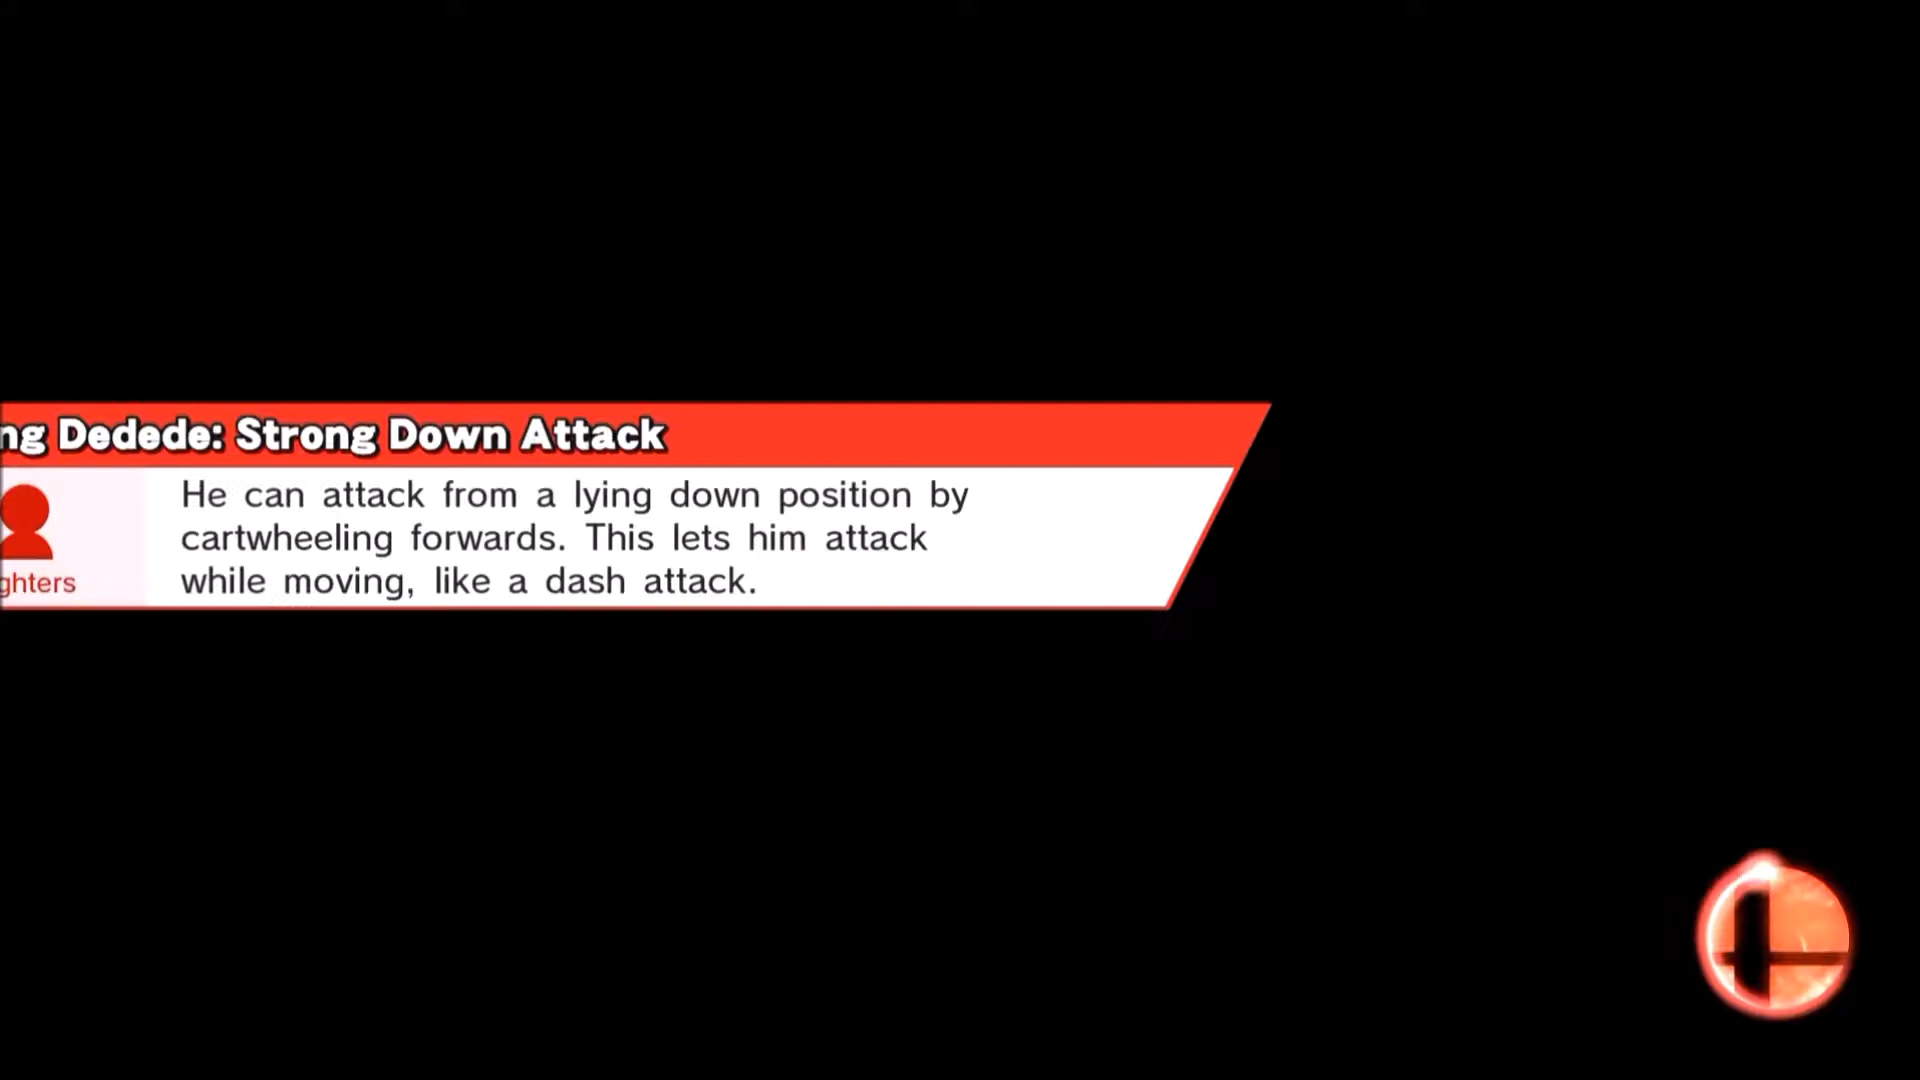 ng Dedede: Strong Down Attack
He can attack from a lying down position by
cartwheeling forwards. This lets him attack
while moving, like a dash attack.
ghters